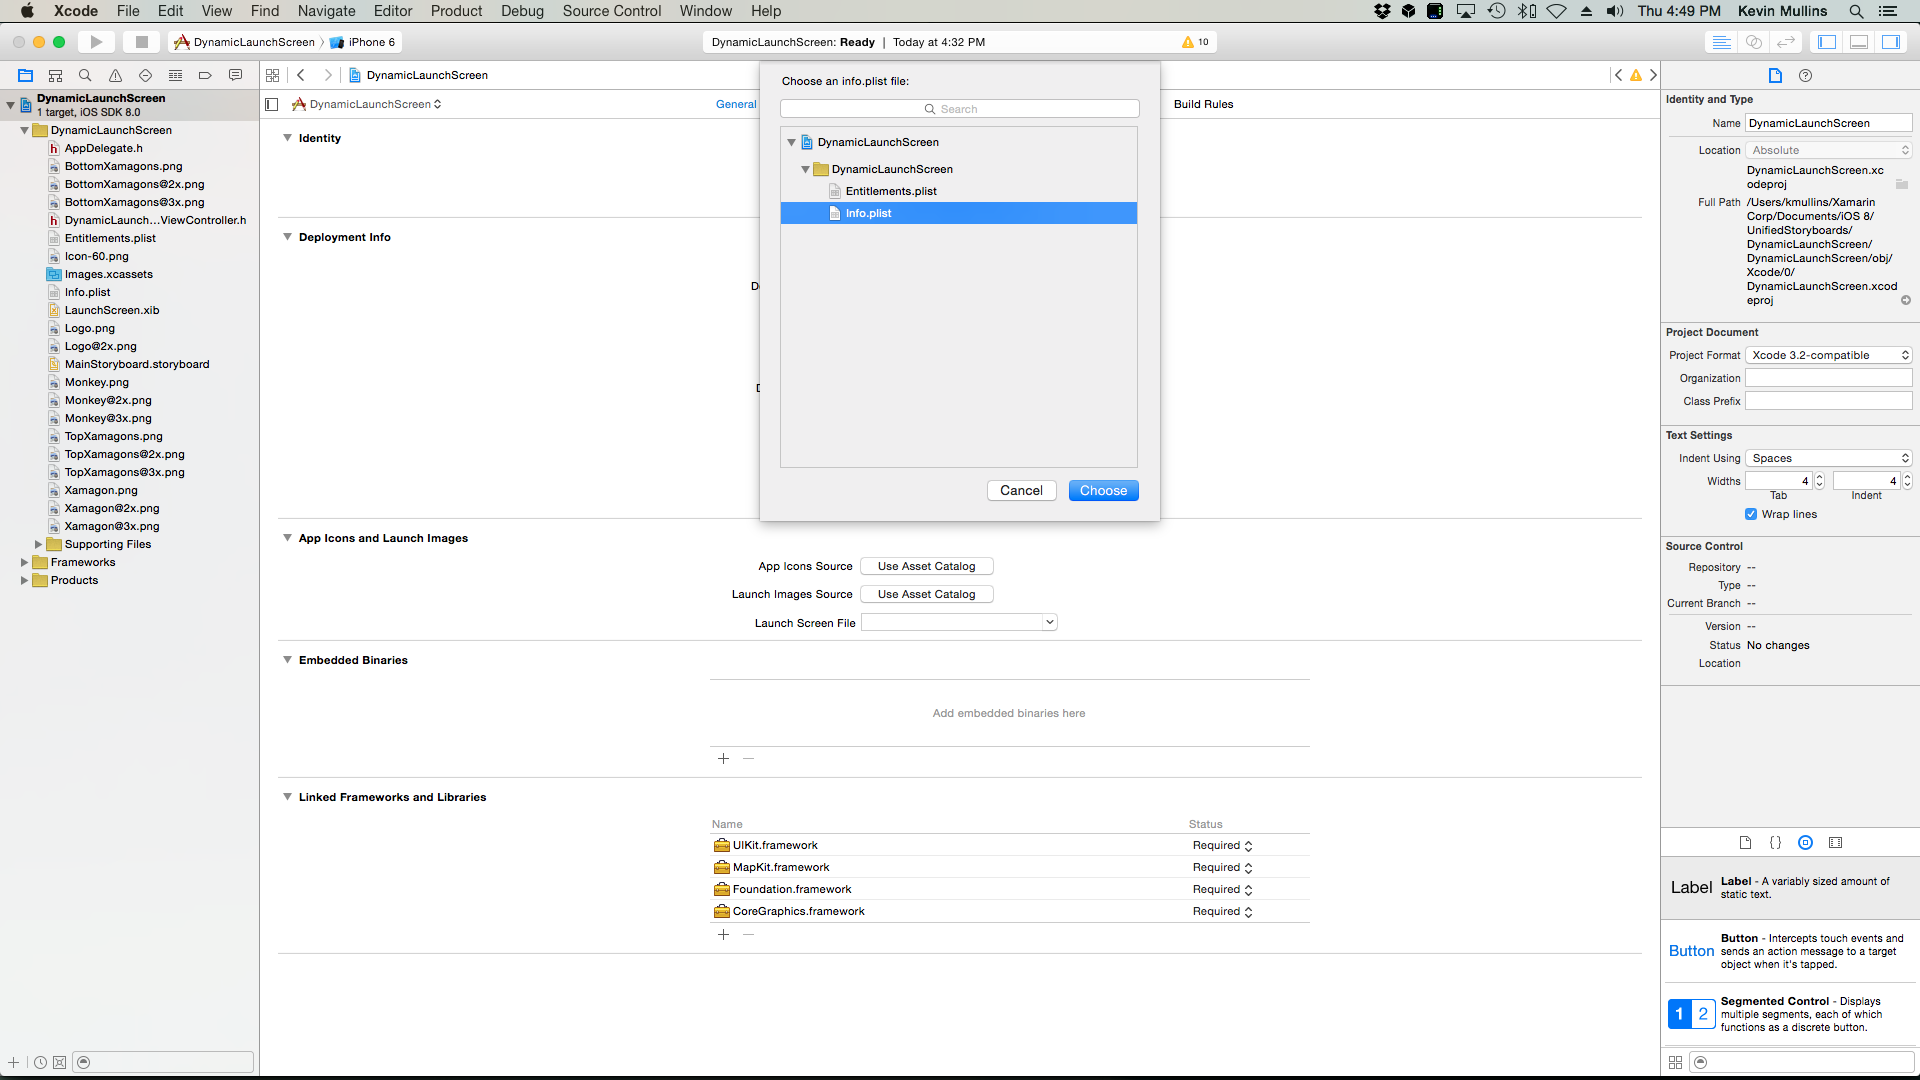 Xcode File Edit View Find Navigate Editor Product Debug Source Control Window Help Thu 4:49 PM Kevin Mullins
DynamicLaunchScreen iPhone 6 DynamicLaunchScreen: Ready | Today at 4:32 PM 10
DynamicLaunchScreen
1 target, iOS SDK 8.0
DynamicLaunchScreen
AppDelegate.h
BottomXamagons.png
BottomXamagons@2x.png
BottomXamagons@3x.png
DynamicLaunch...ViewController.h
Entitlements.plist
Icon-60.png
Images.xcassets
Info.plist
LaunchScreen.xib
Logo.png
Logo@2x.png
MainStoryboard.storyboard
Monkey.png
Monkey@2x.png
Monkey@3x.png
TopXamagons.png
TopXamagons@2x.png
TopXamagons@3x.png
Xamagon.png
Xamagon@2x.png
Xamagon@3x.png
Supporting Files
Frameworks
Products
DynamicLaunchScreen
DynamicLaunchScreen General Build Rules
Identity
Deployment Info
D
Choose an info.plist file:
Search
DynamicLaunchScreen
DynamicLaunchScreen
Entitlements.plist
Info.plist
Cancel Choose
App Icons and Launch Images
App Icons Source Use Asset Catalog
Launch Images Source Use Asset Catalog
Launch Screen File
Embedded Binaries
Add embedded binaries here
Linked Frameworks and Libraries
Name Status
UIKit.framework Required
MapKit.framework Required
Foundation.framework Required
CoreGraphics.framework Required
Identity and Type
Name DynamicLaunchScreen
Location Absolute
DynamicLaunchScreen.xc
odeproj
Full Path /Users/kmullins/Xamarin
Corp/Documents/iOS 8/
UnifiedStoryboards/
DynamicLaunchScreen/
DynamicLaunchScreen/obj/
Xcode/0/
DynamicLaunchScreen.xcod
eproj
Project Document
Project Format Xcode 3.2-compatible
Organization
Class Prefix
Text Settings
Indent Using Spaces
Widths 4 4
Tab Indent
Wrap lines
Source Control
Repository --
Type --
Current Branch --
Version --
Status No changes
Location
Label Label - A variably sized amount of
static text.
Button Button - Intercepts touch events and
sends an action message to a target
object when it's tapped.
1 2 Segmented Control - Displays
multiple segments, each of which
functions as a discrete button.